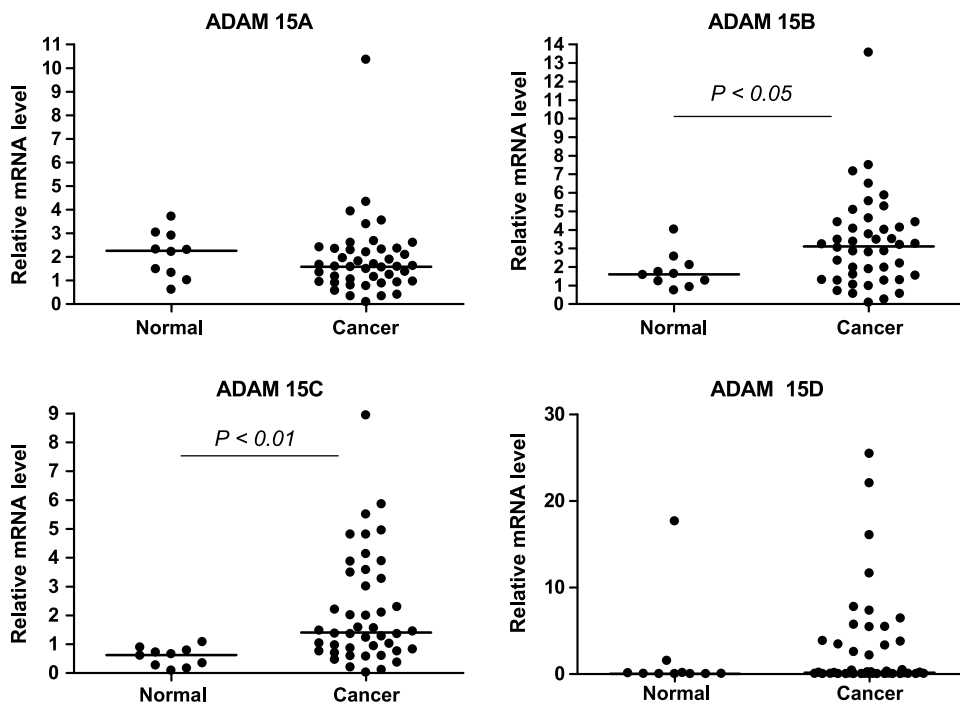 ADAM 15A
Relative mRNA level
11
10
9
8
7
6
5
4
3
2
1
0
Normal Cancer
ADAM 15B
Relative mRNA level
14
13
12
11
10
9
8
7
6
5
4
3
2
1
0
P < 0.05
Normal Cancer
ADAM 15C
Relative mRNA level
9
8
7
6
5
4
3
2
1
0
P < 0.01
Normal Cancer
ADAM 15D
Relative mRNA level
30
20
10
0
Normal Cancer